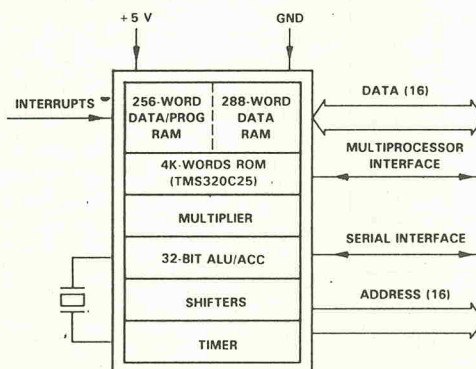 +5 V
GND
INTERRUPTS
256-WORD
DATA/PROG
RAM
288-WORD
DATA
RAM
DATA (16)
MULTIPROCESSOR
INTERFACE
4K-WORDS ROM
(TMS320C25)
MULTIPLIER
32-BIT ALU/ACC
SERIAL INTERFACE
SHIFTERS
ADDRESS (16)
TIMER